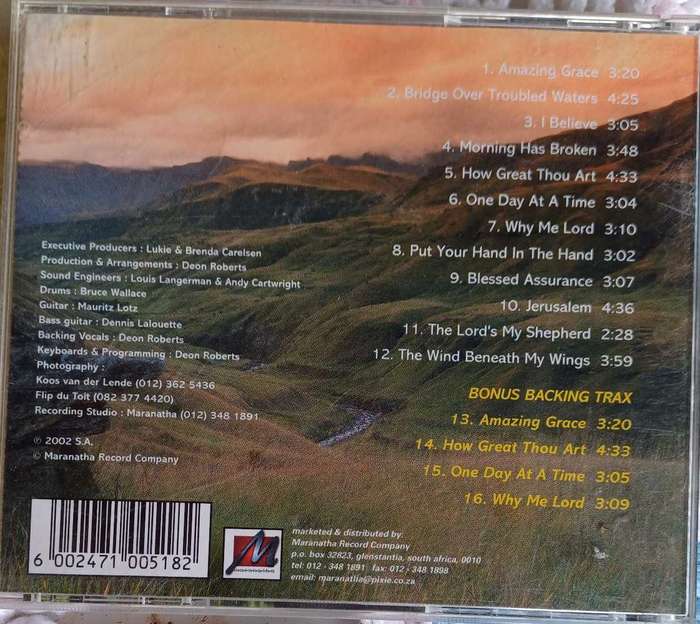 1. Amazing Grace 3:20
2. Bridge Over Troubled Waters 4:25
3. I Believe 3:05
4. Morning Has Broken 3:48
5. How Great Thou Art 4:33
6. One Day At A Time 3:04
7. Why Me Lord 3:10
8. Put Your Hand In The Hand 3:02
9. Blessed Assurance 3:07
10. Jerusalem 4:36
11. The Lord's My Shepherd 2:28
12. The Wind Beneath My Wings 3:59
BONUS BACKING TRAX
13. Amazing Grace 3:20
14. How Great Thou Art 4:33
15. One Day At A Time 3:05
16. Why Me Lord 3:09
Executive Producers : Lukie & Brenda Carelsen
Production & Arrangements : Deon Roberts
Sound Engineers : Louis Langerman & Andy Cartwright
Drums : Bruce Wallace
Guitar : Mauritz Lotz
Bass guitar : Dennis Lalouette
Backing Vocals : Deon Roberts
Keyboards & Programming : Deon Roberts
Photography :
Koos van der Lende (012) 362 5436
Flip du Toit (082 377 4420)
Recording Studio : Maranatha (012) 348 1891
℗ 2002 S.A.
© Maranatha Record Company
6 002471 005182
M
marketed & distributed by:
Maranatha Record Company
p.o. box 32823, glenstantia, south africa, 0010
tel: 012 - 348 1891 fax: 012 - 348 1898
email: maranatha@pixie.co.za